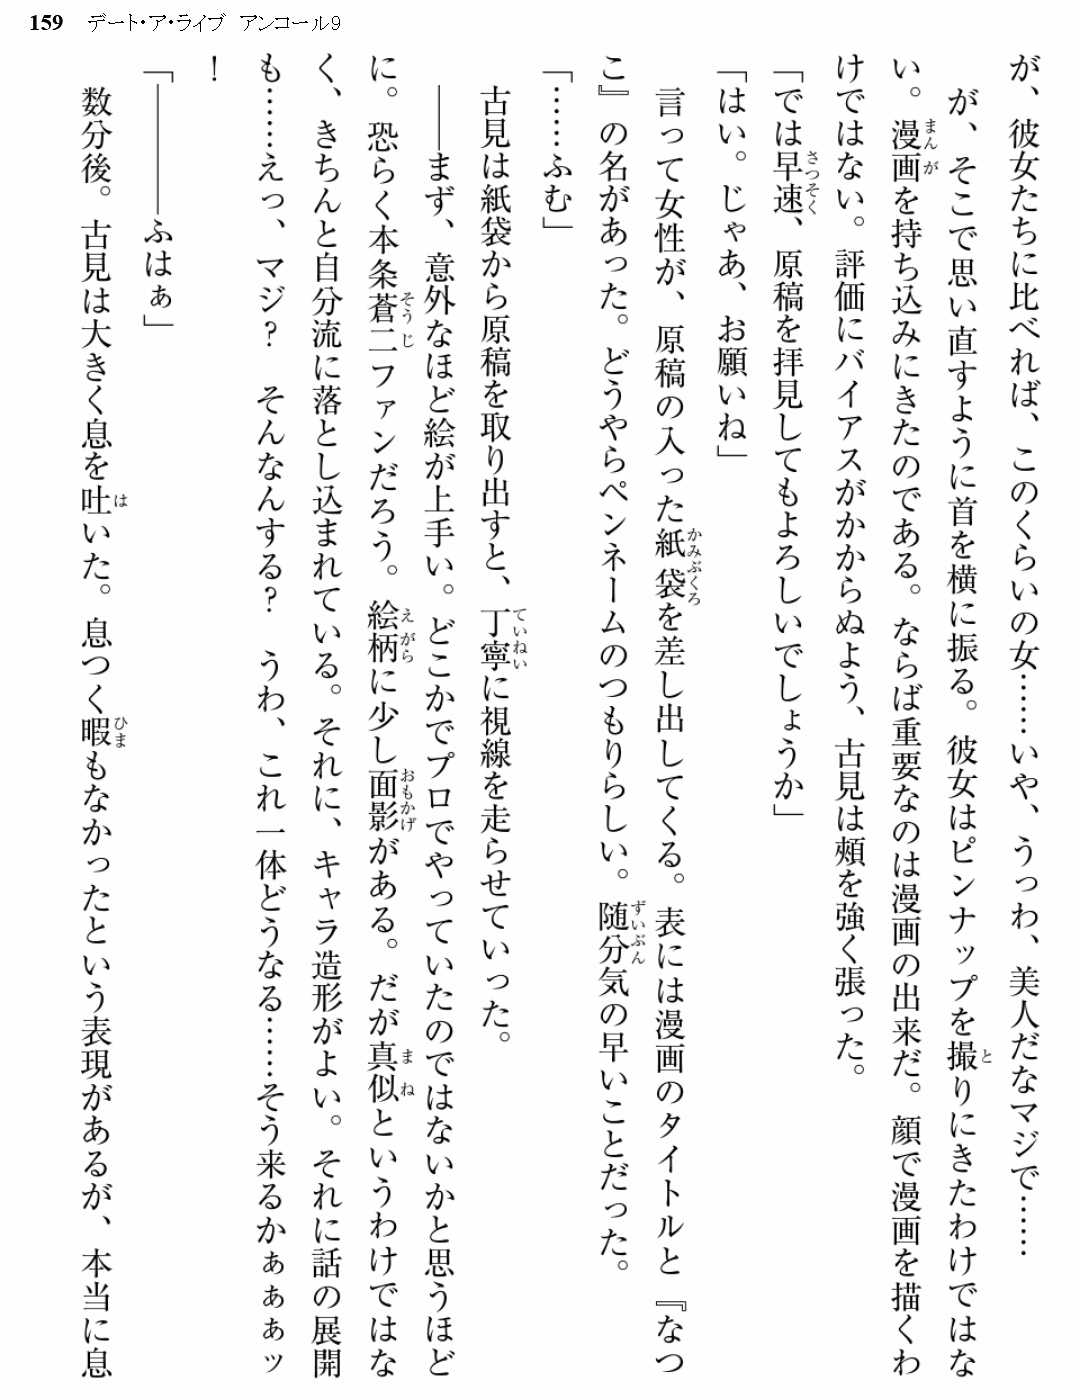 159 デート・ア・ライブ アンコール9
が、彼女たちに比べれば、このくらいの女……いや、うっわ、美人だなマジで……
　が、そこで思い直すように首を横に振る。彼女はピンナップを撮りにきたわけではな
い。漫画を持ち込みにきたのである。ならば重要なのは漫画の出来だ。顔で漫画を描くわ
けではない。評価にバイアスがかからぬよう、古見は頰を強く張った。
「では早速、原稿を拝見してもよろしいでしょうか」
「はい。じゃあ、お願いね」
　言って女性が、原稿の入った紙袋を差し出してくる。表には漫画のタイトルと『なつ
こ』の名があった。どうやらペンネームのつもりらしい。随分気の早いことだった。
「……ふむ」
　古見は紙袋から原稿を取り出すと、丁寧に視線を走らせていった。
　――まず、意外なほど絵が上手い。どこかでプロでやっていたのではないかと思うほど
に。恐らく本条蒼二ファンだろう。絵柄に少し面影がある。だが真似というわけではな
く、きちんと自分流に落とし込まれている。それに、キャラ造形がよい。それに話の展開
も……えっ、マジ？　そんなんする？　うわ、これ一体どうなる……そう来るかぁぁぁッ
！
「――――ふはぁ」
　数分後。古見は大きく息を吐いた。息つく暇もなかったという表現があるが、本当に息